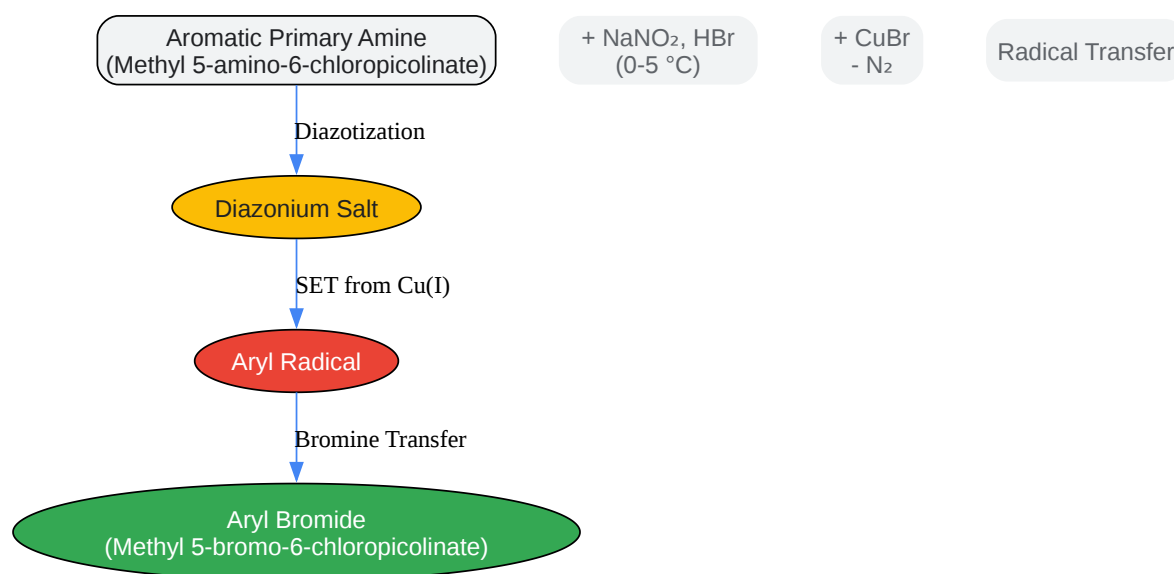 Aromatic Primary Amine
(Methyl 5-amino-6-chloropicolinate)
+ NaNO₂, HBr
(0-5 °C)
+ CuBr
- N₂
Radical Transfer
Diazotization
Diazonium Salt
SET from Cu(I)
Aryl Radical
Bromine Transfer
Aryl Bromide
(Methyl 5-bromo-6-chloropicolinate)